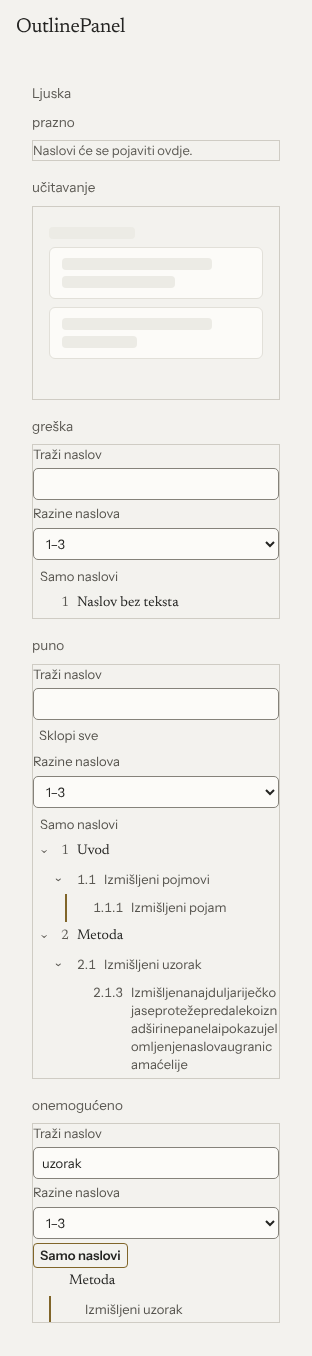 OutlinePanel
Ljuska
prazno
Naslovi će se pojaviti ovdje.
učitavanje
greška
Traži naslov
Razine naslova
1–3
Samo naslovi
1 Naslov bez teksta
puno
Traži naslov
Sklopi sve
Razine naslova
1–3
Samo naslovi
1 Uvod
1.1 Izmišljeni pojmovi
1.1.1 Izmišljeni pojam
2 Metoda
2.1 Izmišljeni uzorak
2.1.3 Izmišljenanajduljariječko
jaseprotežepredalekoizn
adširinepanelaipokazujel
omljenjenaslovaugranic
amaćelije
onemogućeno
Traži naslov
uzorak
Razine naslova
1–3
Samo naslovi
Metoda
Izmišljeni uzorak